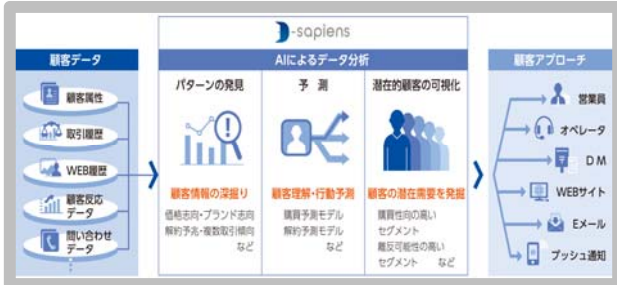 D-sapiens
顧客データ
AIによるデータ分析
顧客アプローチ
顧客属性
取引履歴
WEB履歴
顧客反応
データ
問い合わせ
データ
パターンの発見
顧客情報の深掘り
価格志向・ブランド志向
解約予兆・複数取引傾向
など
予 測
顧客理解・行動予測
購買予測モデル
解約予測モデル
など
潜在的顧客の可視化
顧客の潜在需要を発掘
購買性向の高い
セグメント
離反可能性の高い
セグメント など
営業員
オペレータ
DM
WEBサイト
Eメール
プッシュ通知